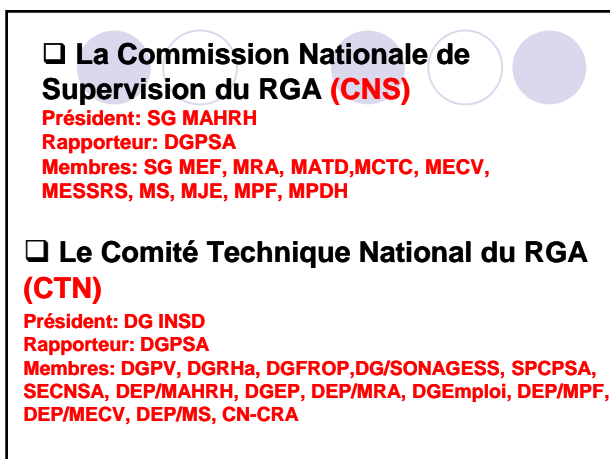 ❑ La Commission Nationale de
Supervision du RGA (CNS)
Président: SG MAHRH
Rapporteur: DGPSA
Membres: SG MEF, MRA, MATD,MCTC, MECV,
MESSRS, MS, MJE, MPF, MPDH
❑ Le Comité Technique National du RGA
(CTN)
Président: DG INSD
Rapporteur: DGPSA
Membres: DGPV, DGRHa, DGFROP,DG/SONAGESS, SPCPSA,
SECNSA, DEP/MAHRH, DGEP, DEP/MRA, DGEmploi, DEP/MPF,
DEP/MECV, DEP/MS, CN-CRA